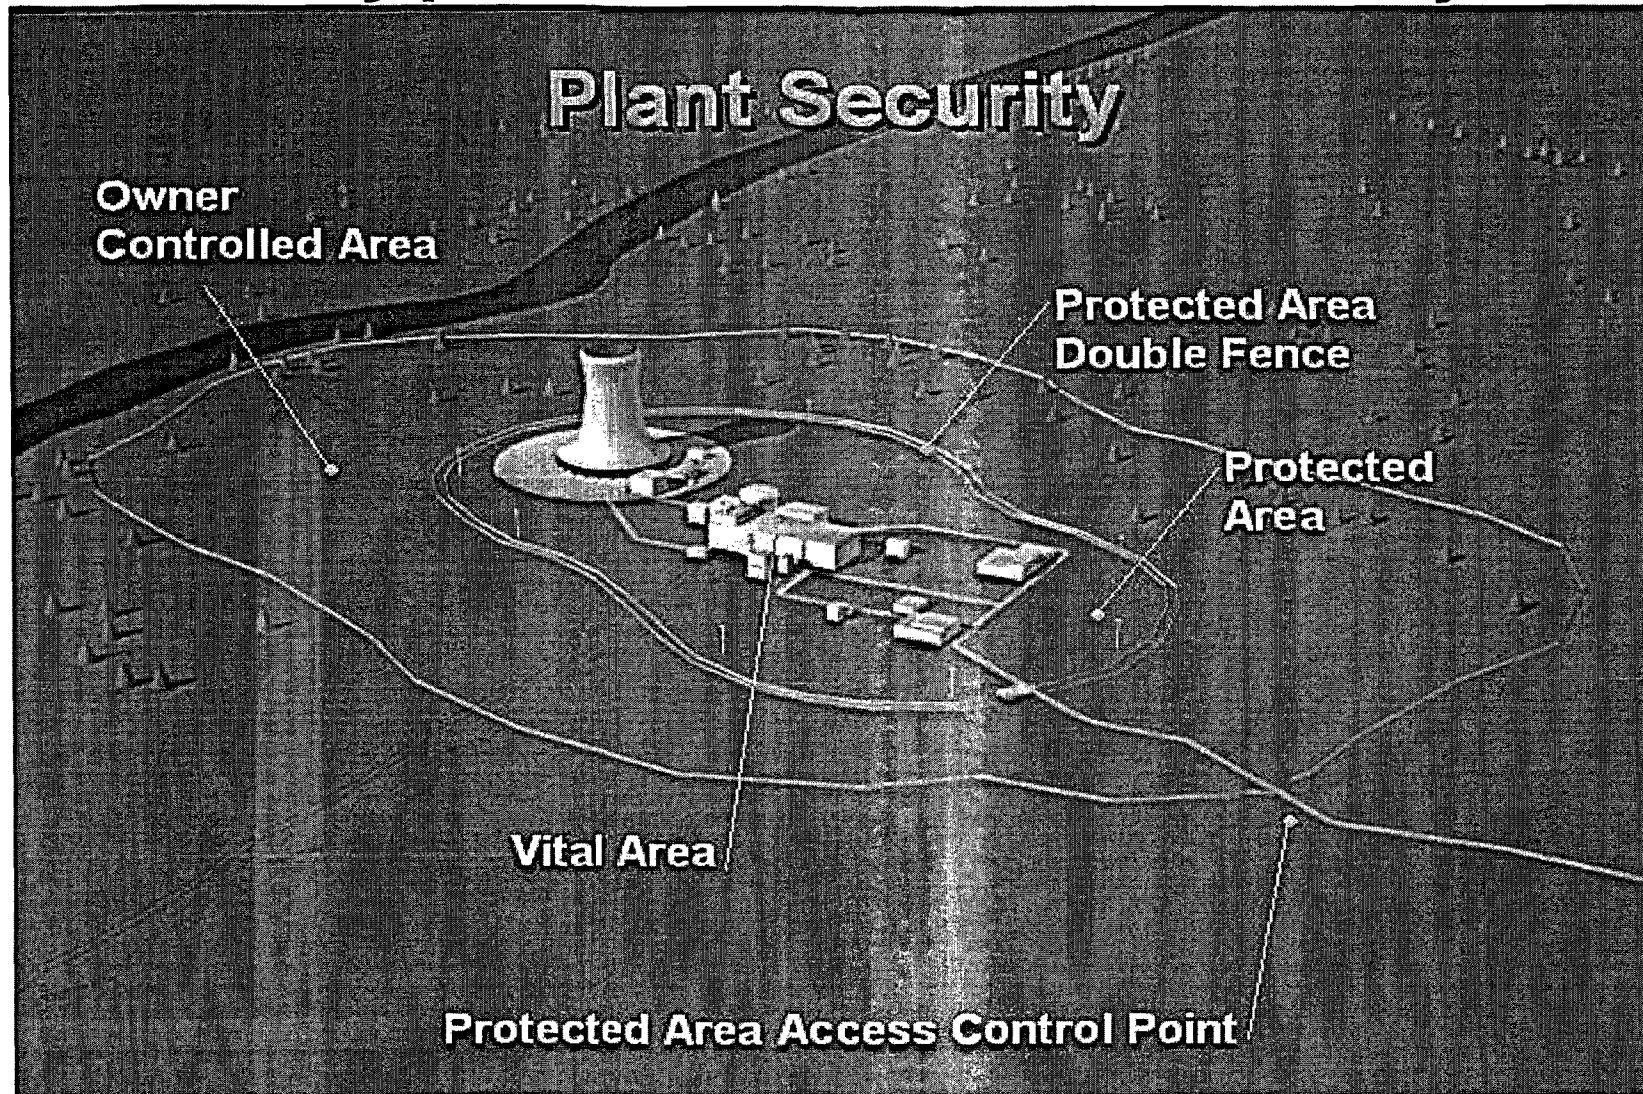 Plant Security
Owner
Controlled Area
Protected Area
Double Fence
Protected
Area
Vital Area
Protected Area Access Control Point